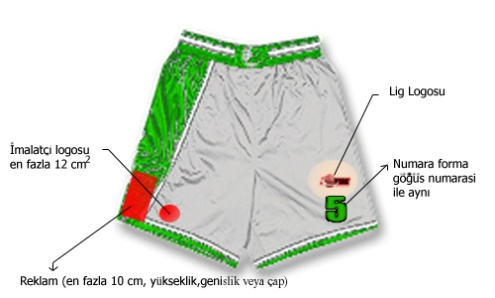 Lig Logosu
İmalatçı logosu
en fazla 12 cm2
Numara forma
göğüs numarasi
ile aynı
5
Reklam (en fazla 10 cm, yükseklik,genislik veya çap)